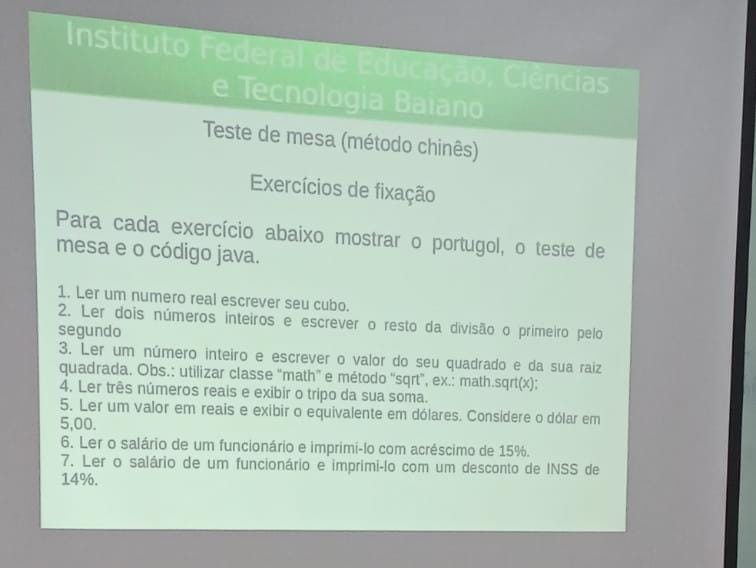 Instituto Federal de Educação, Ciências
e Tecnologia Baiano
Teste de mesa (método chinês)
Exercícios de fixação
Para cada exercício abaixo mostrar o portugol, o teste de
mesa e o código java.
1. Ler um numero real escrever seu cubo.
2. Ler dois números inteiros e escrever o resto da divisão o primeiro pelo
segundo
3. Ler um número inteiro e escrever o valor do seu quadrado e da sua raiz
quadrada. Obs.: utilizar classe “math” e método “sqrt”, ex.: math.sqrt(x);
4. Ler três números reais e exibir o tripo da sua soma.
5. Ler um valor em reais e exibir o equivalente em dólares. Considere o dólar em
5,00.
6. Ler o salário de um funcionário e imprimi-lo com acréscimo de 15%.
7. Ler o salário de um funcionário e imprimi-lo com um desconto de INSS de
14%.